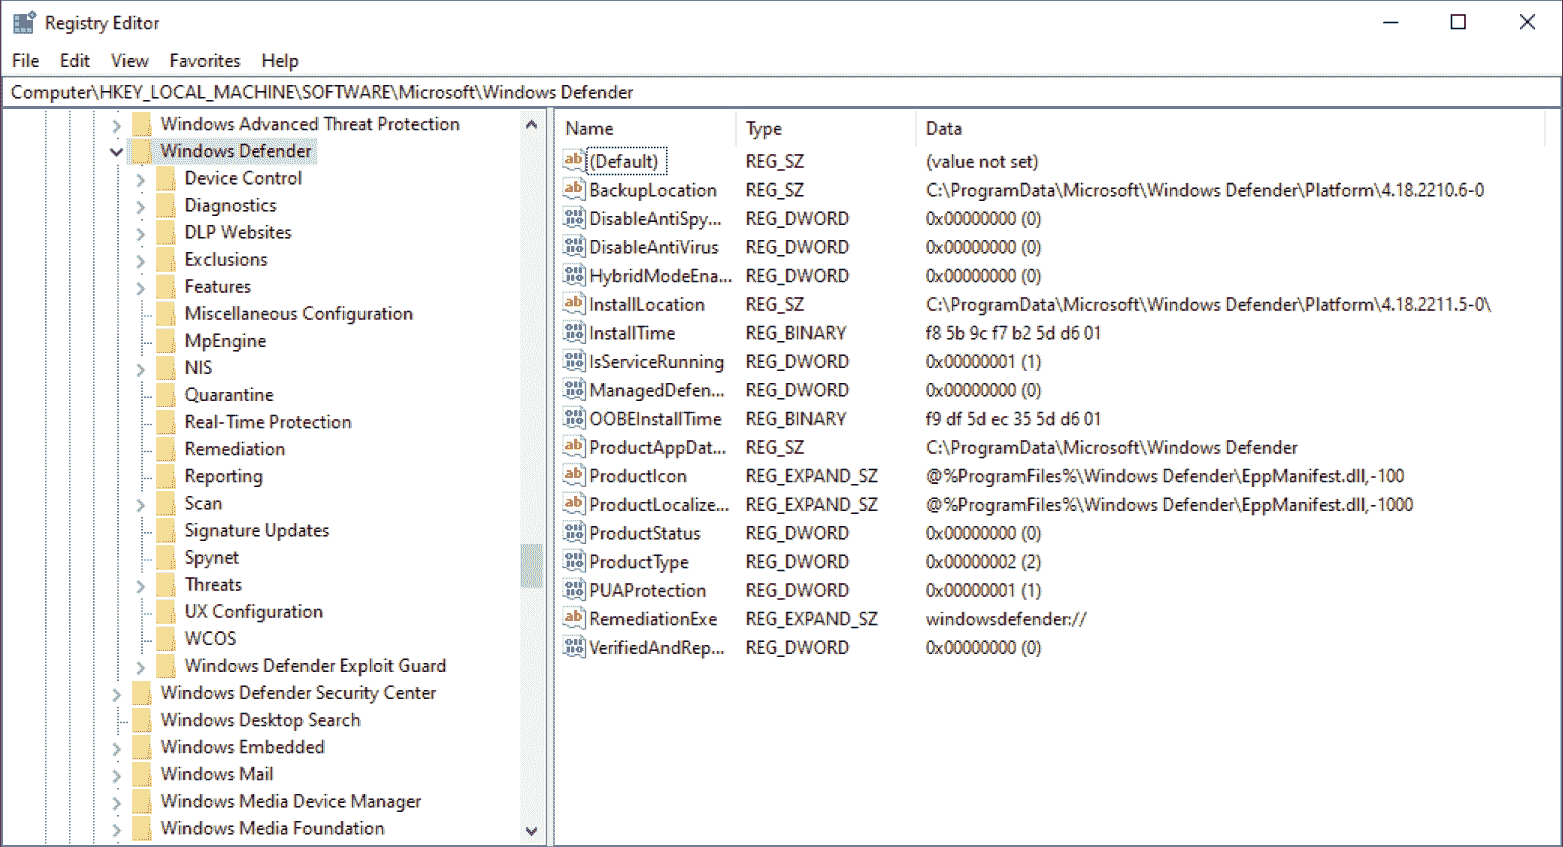 Registry Editor
File Edit View Favorites Help
Computer\HKEY_LOCAL_MACHINE\SOFTWARE\Microsoft\Windows Defender
Windows Advanced Threat Protection
Windows Defender
Device Control
Diagnostics
DLP Websites
Exclusions
Features
Miscellaneous Configuration
MpEngine
NIS
Quarantine
Real-Time Protection
Remediation
Reporting
Scan
Signature Updates
Spynet
Threats
UX Configuration
WCOS
Windows Defender Exploit Guard
Windows Defender Security Center
Windows Desktop Search
Windows Embedded
Windows Mail
Windows Media Device Manager
Windows Media Foundation
Name Type Data
(Default) REG_SZ (value not set)
BackupLocation REG_SZ C:\ProgramData\Microsoft\Windows Defender\Platform\4.18.2210.6-0
DisableAntiSpy... REG_DWORD 0x00000000 (0)
DisableAntiVirus REG_DWORD 0x00000000 (0)
HybridModeEna... REG_DWORD 0x00000000 (0)
InstallLocation REG_SZ C:\ProgramData\Microsoft\Windows Defender\Platform\4.18.2211.5-0\
InstallTime REG_BINARY f8 5b 9c f7 b2 5d d6 01
IsServiceRunning REG_DWORD 0x00000001 (1)
ManagedDefen... REG_DWORD 0x00000000 (0)
OOBEInstallTime REG_BINARY f9 df 5d ec 35 5d d6 01
ProductAppDat... REG_SZ C:\ProgramData\Microsoft\Windows Defender
ProductIcon REG_EXPAND_SZ @%ProgramFiles%\Windows Defender\EppManifest.dll,-100
ProductLocalize... REG_EXPAND_SZ @%ProgramFiles%\Windows Defender\EppManifest.dll,-1000
ProductStatus REG_DWORD 0x00000000 (0)
ProductType REG_DWORD 0x00000002 (2)
PUAProtection REG_DWORD 0x00000001 (1)
RemediationExe REG_EXPAND_SZ windowsdefender://
VerifiedAndRep... REG_DWORD 0x00000000 (0)